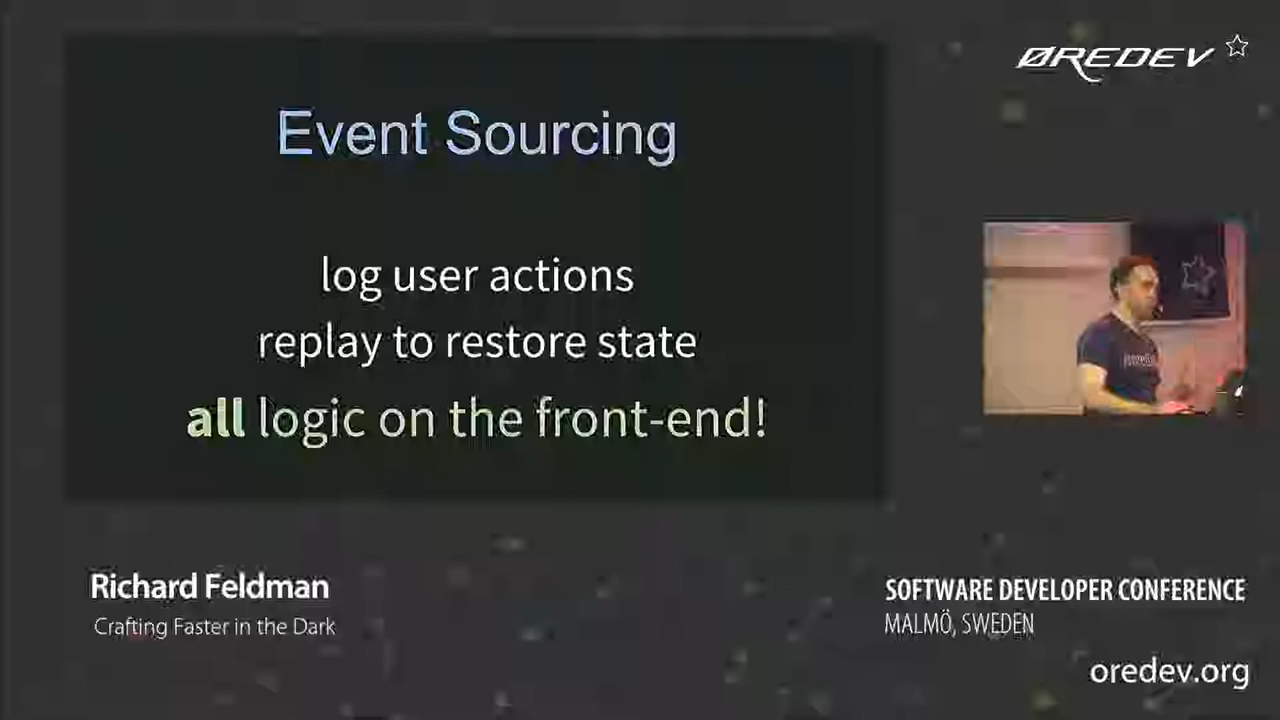 ØREDEV
Event Sourcing
log user actions
replay to restore state
all logic on the front-end!
Richard Feldman
Crafting Faster in the Dark
SOFTWARE DEVELOPER CONFERENCE
MALMÖ, SWEDEN
oredev.org